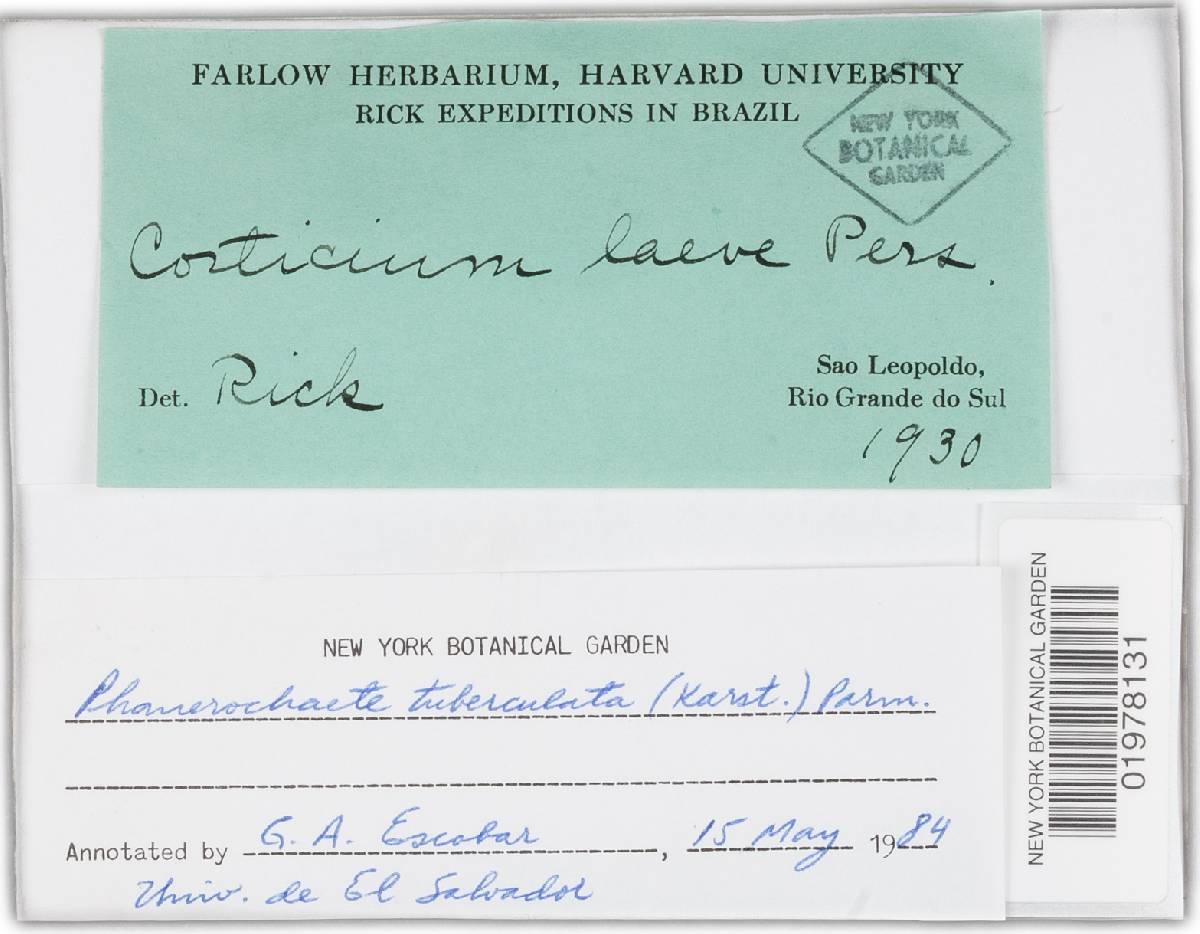 FARLOW HERBARIUM, HARVARD UNIVERSITY
RICK EXPEDITIONS IN BRAZIL
NEW YORK
BOTANICAL
GARDEN
Corticium laeve Pers.
Det. Rick
Sao Leopoldo,
Rio Grande do Sul
1930
NEW YORK BOTANICAL GARDEN
Phanerochaete tuberculata (Karst.) Parm.
Annotated by G. A. Escobar, 15 May 1984
Univ. de El Salvador
NEW YORK BOTANICAL GARDEN
01978131